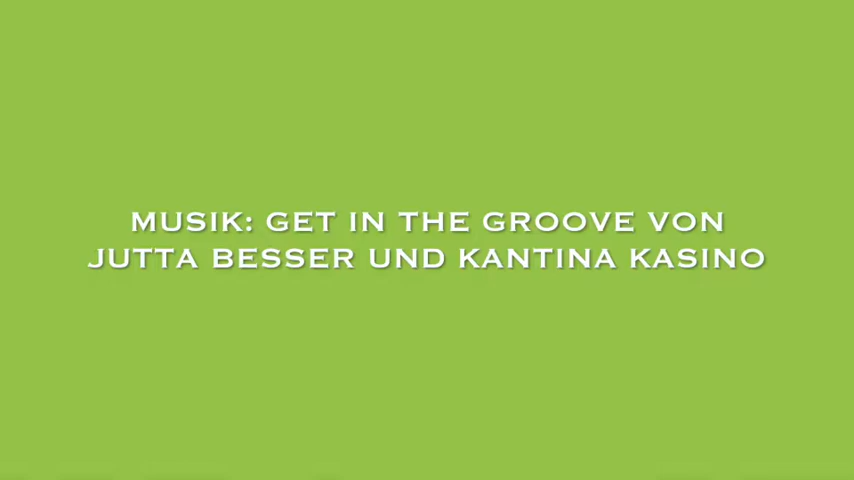 MUSIK: GET IN THE GROOVE VON
JUTTA BESSER UND KANTINA KASINO